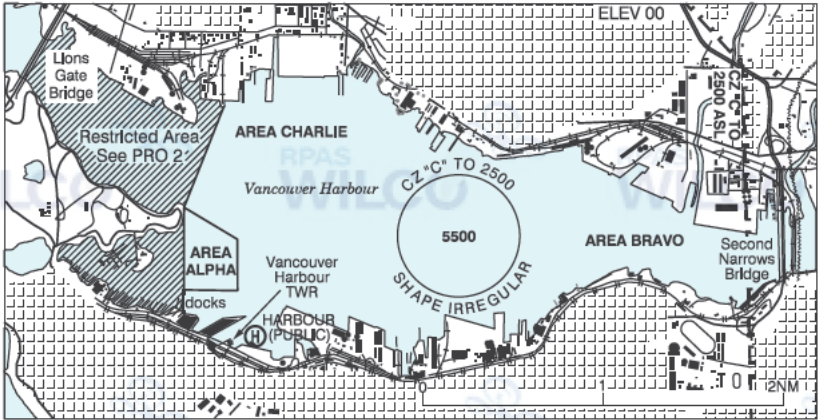 ELEV 00
Lions
Gate
Bridge
CZ "C" TO
2500 ASL
Restricted Area
See PRO 2
AREA CHARLIE
RPAS
WILCO
Vancouver Harbour
CZ "C" TO 2500
5500
SHAPE IRREGULAR
AREA BRAVO
AREA
ALPHA
Second
Narrows
Bridge
Vancouver
Harbour
TWR
docks
H
HARBOUR
(PUBLIC)
0
1
2NM